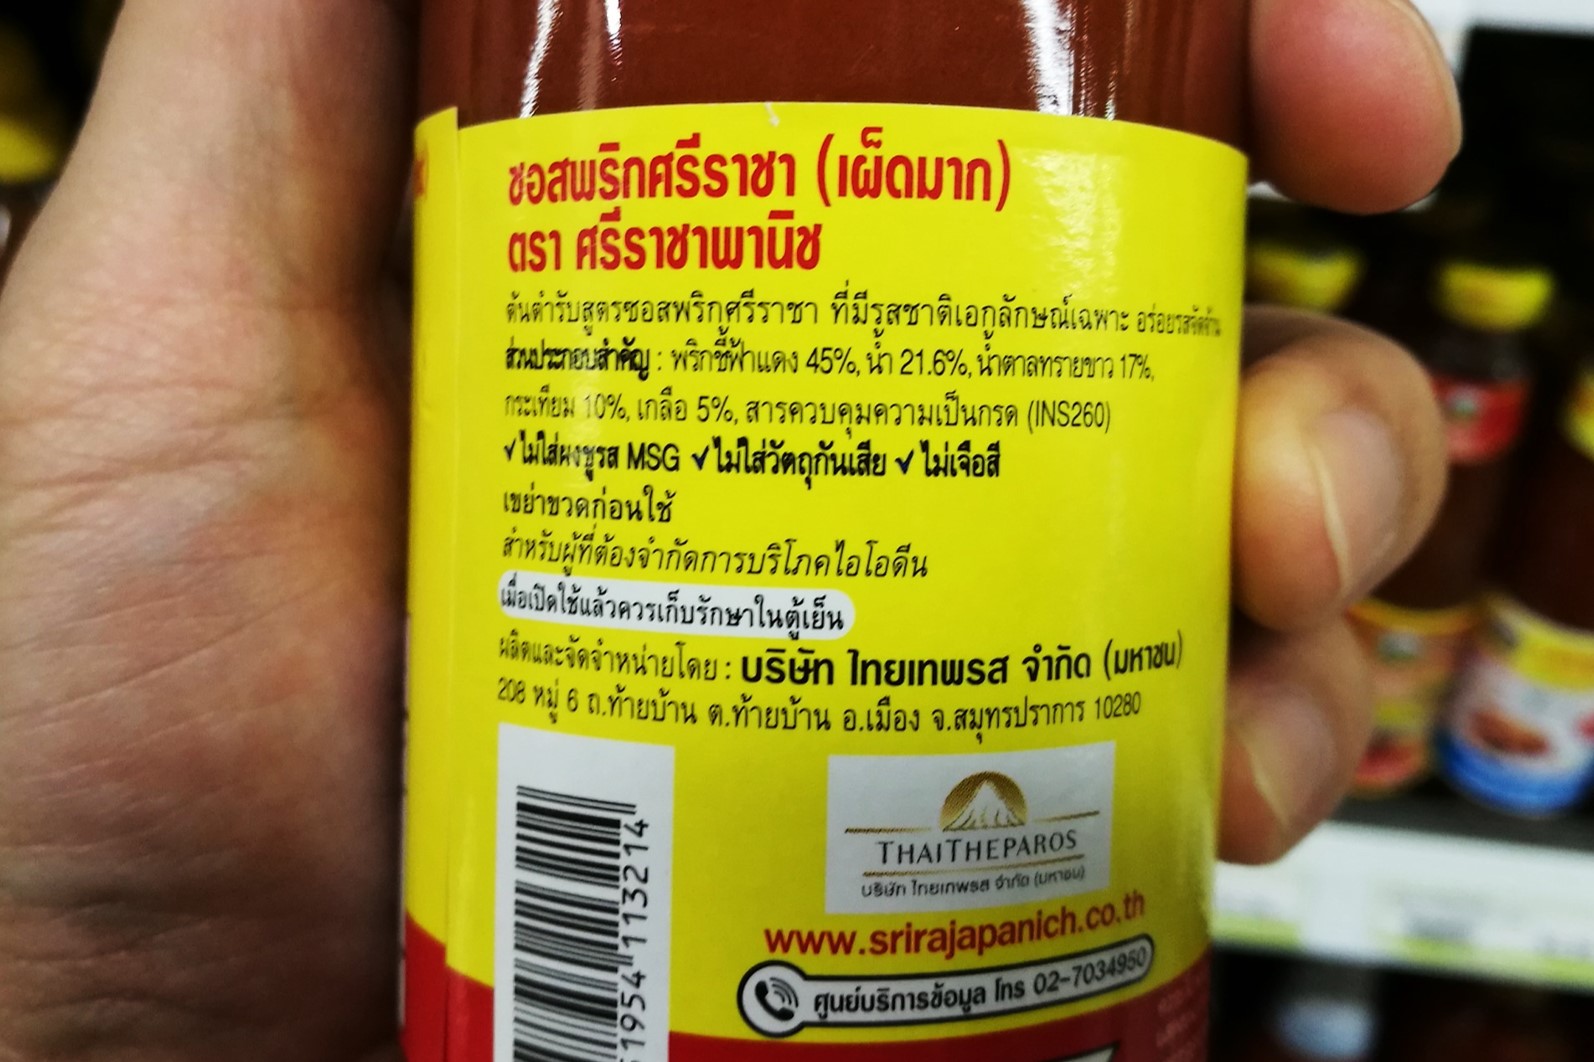 ซอสพริกศรีราชา (เผ็ดมาก)
ตรา ศรีราชาพานิช
ต้นตำรับสูตรซอสพริกศรีราชา ที่มีรสชาติเอกลักษณ์เฉพาะ อร่อยรสจัดจ้าน
ส่วนประกอบสำคัญ : พริกชี้ฟ้าแดง 45%, น้ำ 21.6%, น้ำตาลทรายขาว 17%,
กระเทียม 10%, เกลือ 5%, สารควบคุมความเป็นกรด (INS260)
✓ ไม่ใส่ผงชูรส MSG ✓ ไม่ใส่วัตถุกันเสีย ✓ ไม่เจือสี
เขย่าขวดก่อนใช้
สำหรับผู้ที่ต้องจำกัดการบริโภคไอโอดีน
เมื่อเปิดใช้แล้วควรเก็บรักษาในตู้เย็น
ผลิตและจัดจำหน่ายโดย : บริษัท ไทยเทพรส จำกัด (มหาชน)
208 หมู่ 6 ถ.ท้ายบ้าน ต.ท้ายบ้าน อ.เมือง จ.สมุทรปราการ 10280
THAITHEPAROS
บริษัท ไทยเทพรส จำกัด (มหาชน)
www.srirajapanich.co.th
ศูนย์บริการข้อมูล โทร 02-7034950
51954 113214